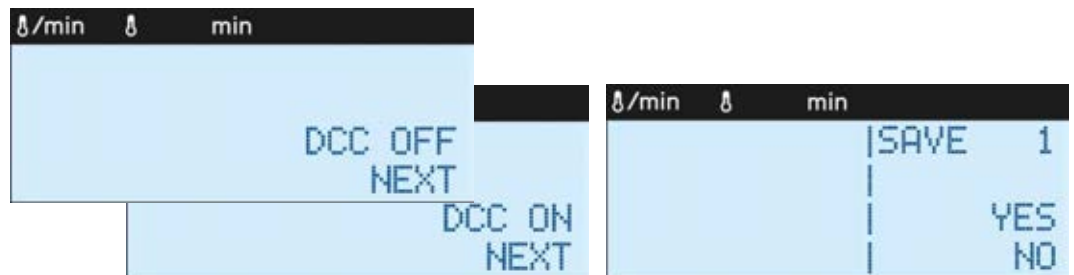 /min min
DCC OFF
NEXT
DCC ON
NEXT
/min min
|SAVE 1
|
| YES
| NO